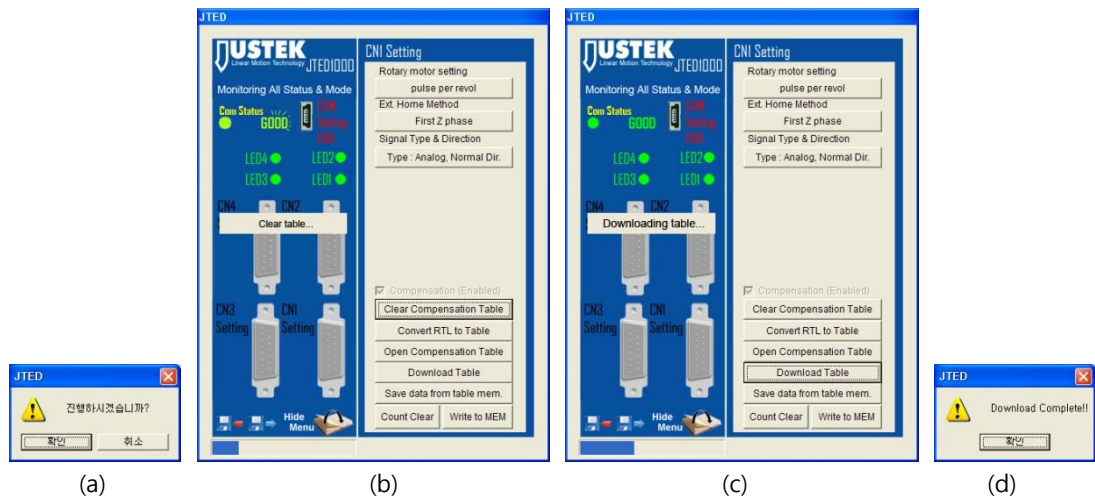 JTED
진행하시겠습니까?
확인
취소
(a)
JTED
JUSTEK
Linear Motion Technology
JTED1000
Monitoring All Status & Mode
Com Status
GOOD
COM
Setting
USB
LED4
LED2
LED3
LED1
CN4
CN2
Clear table...
CN3
Setting
CN1
Setting
Hide
Menu
CN1 Setting
Rotary motor setting
pulse per revol
Ext. Home Method
First Z phase
Signal Type & Direction
Type : Analog, Normal Dir.
Compensation (Enabled)
Clear Compensation Table
Convert RTL to Table
Open Compensation Table
Download Table
Save data from table mem.
Count Clear
Write to MEM
(b)
JTED
JUSTEK
Linear Motion Technology
JTED1000
Monitoring All Status & Mode
Com Status
GOOD
COM
Setting
USB
LED4
LED2
LED3
LED1
CN4
CN2
Downloading table...
CN3
Setting
CN1
Setting
Hide
Menu
CN1 Setting
Rotary motor setting
pulse per revol
Ext. Home Method
First Z phase
Signal Type & Direction
Type : Analog, Normal Dir.
Compensation (Enabled)
Clear Compensation Table
Convert RTL to Table
Open Compensation Table
Download Table
Save data from table mem.
Count Clear
Write to MEM
(c)
JTED
Download Complete!!
확인
(d)